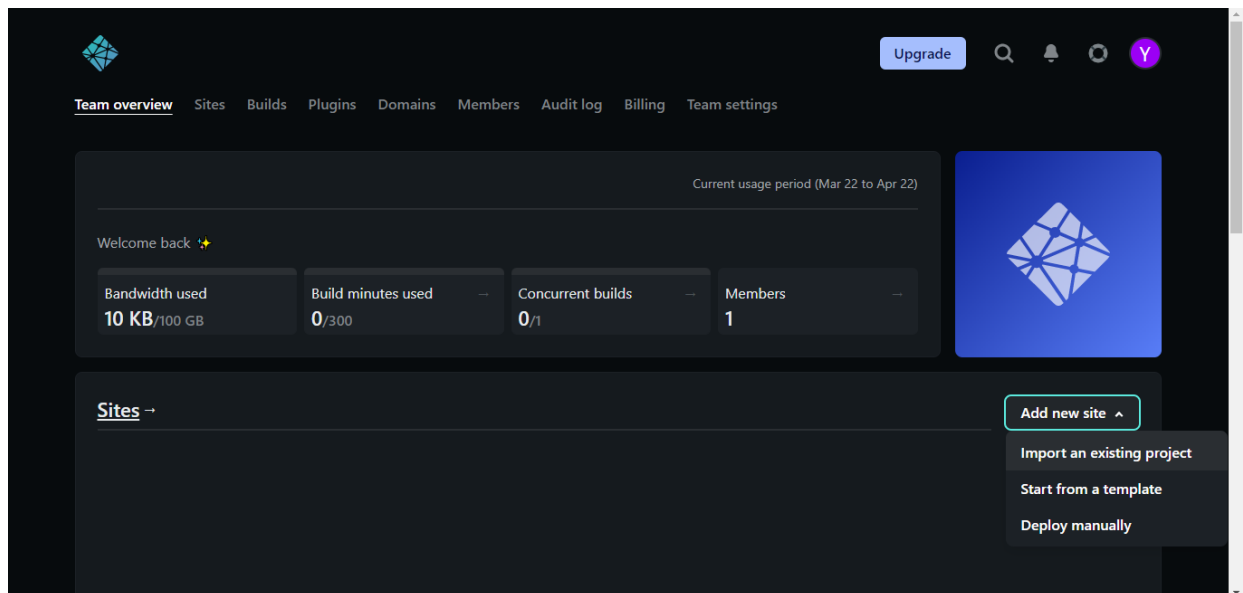 Upgrade
Y
Team overview Sites Builds Plugins Domains Members Audit log Billing Team settings
Current usage period (Mar 22 to Apr 22)
Welcome back ✨
Bandwidth used
10 KB/100 GB
Build minutes used →
0/300
Concurrent builds →
0/1
Members →
1
Sites →
Add new site
Import an existing project
Start from a template
Deploy manually